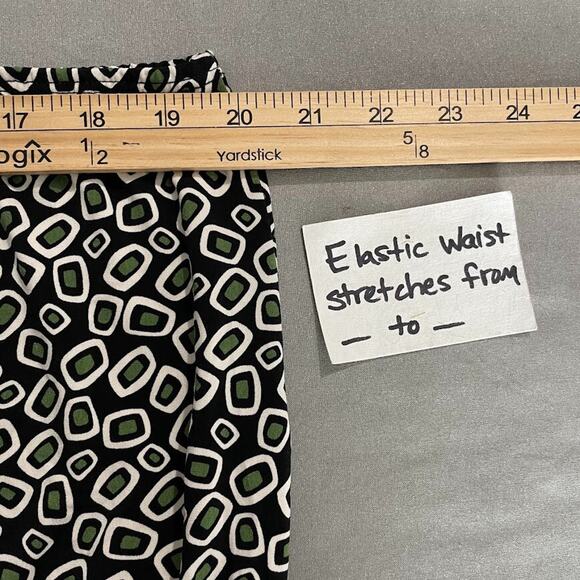 17 18 19 20 21 22 23 24
ogix 1/2 Yardstick 5/8
Elastic Waist
stretches from
— to —